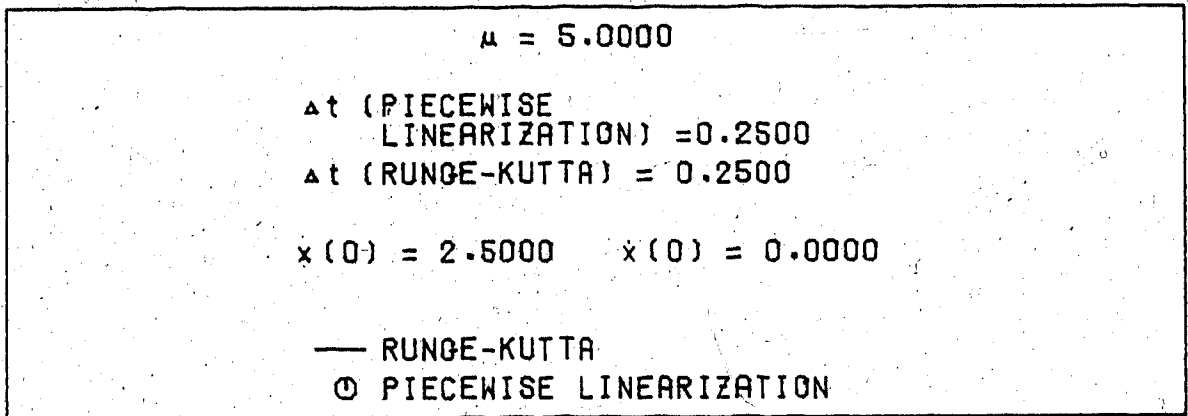 μ = 5.0000
Δt (PIECEWISE
LINEARIZATION) =0.2500
Δt (RUNGE-KUTTA) = 0.2500
x(0) = 2.5000 ẋ(0) = 0.0000
— RUNGE-KUTTA
⊙ PIECEWISE LINEARIZATION